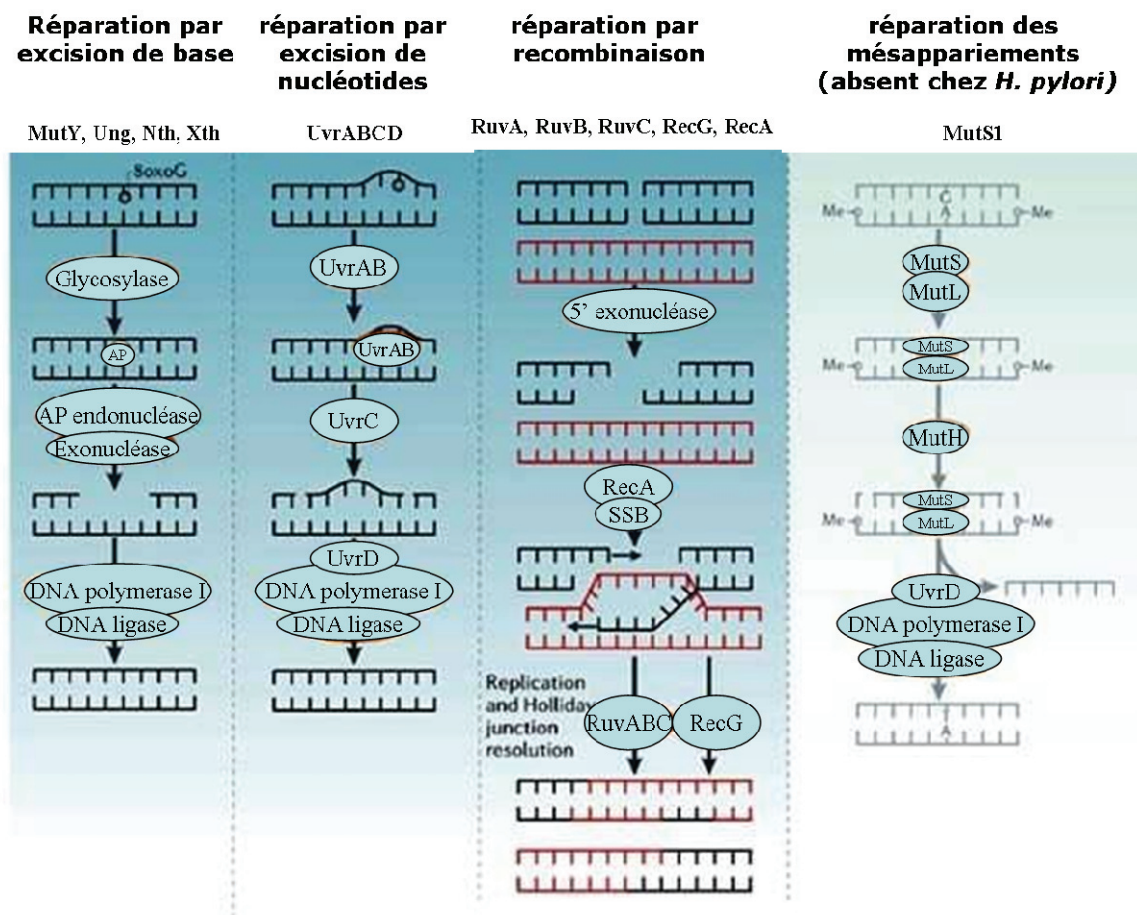 Réparation par
excision de base
MutY, Ung, Nth, Xth
8oxoG
Glycosylase
AP
AP endonucléase
Exonucléase
DNA polymerase I
DNA ligase
réparation par
excision de
nucléotides
UvrABCD
UvrAB
UvrAB
UvrC
UvrD
DNA polymerase I
DNA ligase
réparation par
recombinaison
RuvA, RuvB, RuvC, RecG, RecA
5' exonucléase
RecA
SSB
Replication
and Holliday
junction
resolution
RuvABC
RecG
réparation des
mésappariements
(absent chez H. pylori)
MutS1
C
Me
A
Me
MutS
MutL
MutS
Me
MutL
Me
MutH
MutS
Me
MutL
Me
UvrD
DNA polymerase I
DNA ligase
T
A